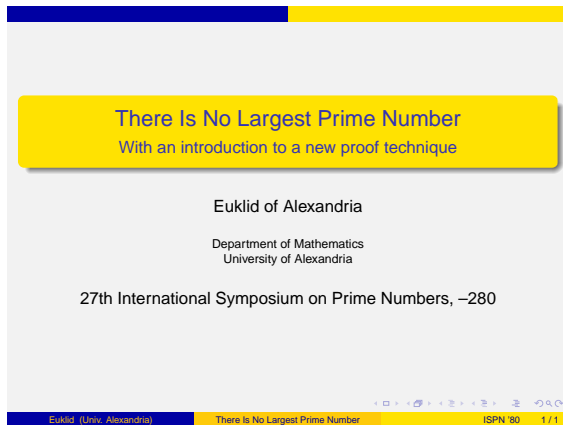 There Is No Largest Prime Number
With an introduction to a new proof technique
Euklid of Alexandria
Department of Mathematics
University of Alexandria
27th International Symposium on Prime Numbers, –280
Euklid (Univ. Alexandria) There Is No Largest Prime Number ISPN '80 1 / 1